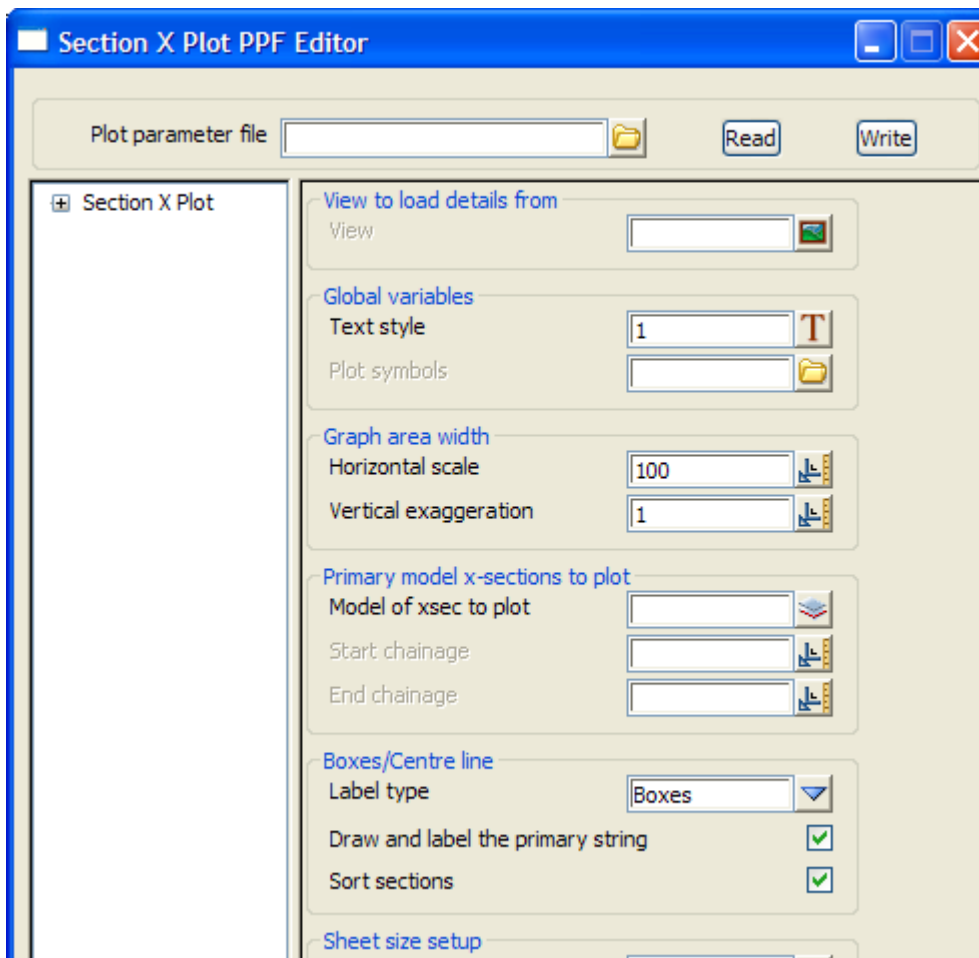 Section X Plot PPF Editor
Plot parameter file
Read
Write
Section X Plot
View to load details from
View
Global variables
Text style 1
Plot symbols
Graph area width
Horizontal scale 100
Vertical exaggeration 1
Primary model x-sections to plot
Model of xsec to plot
Start chainage
End chainage
Boxes/Centre line
Label type Boxes
Draw and label the primary string
Sort sections
Sheet size setup